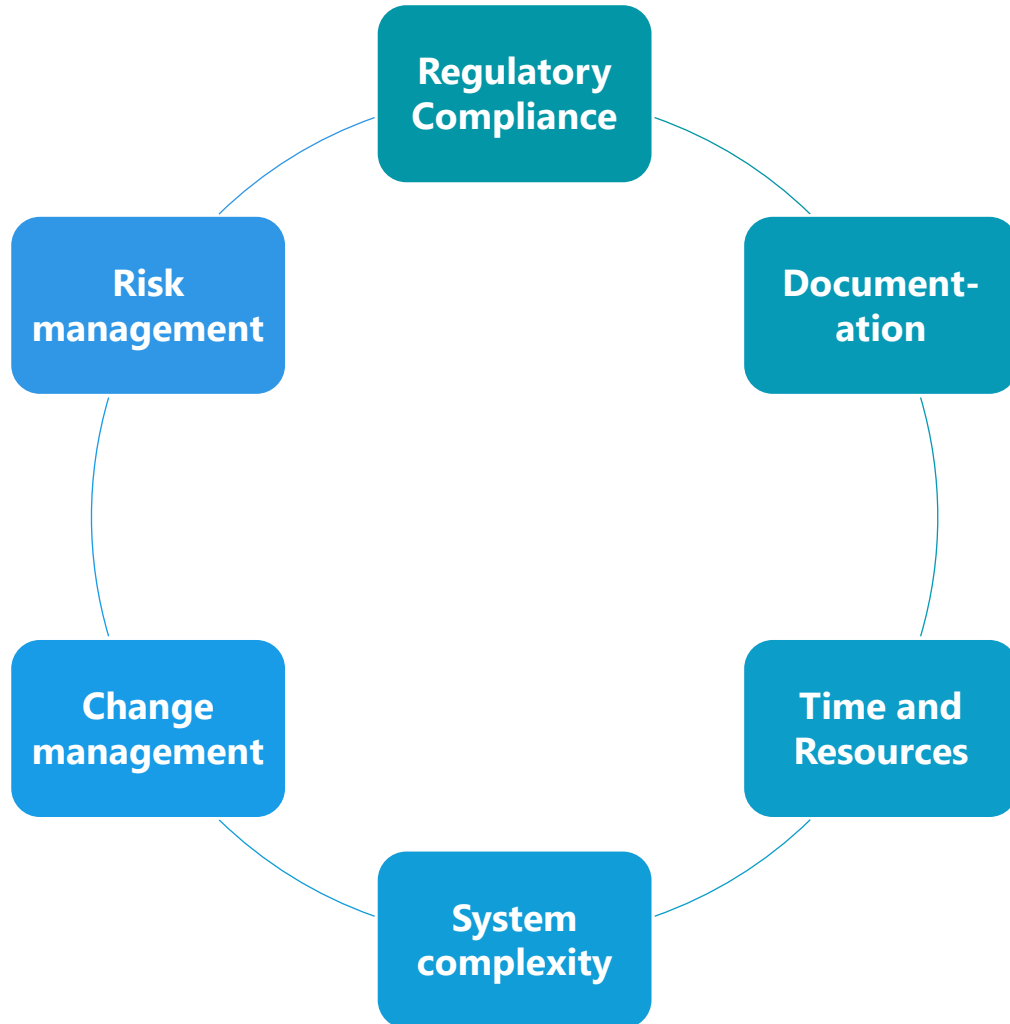 Regulatory
Compliance
Document-
ation
Time and
Resources
System
complexity
Change
management
Risk
management